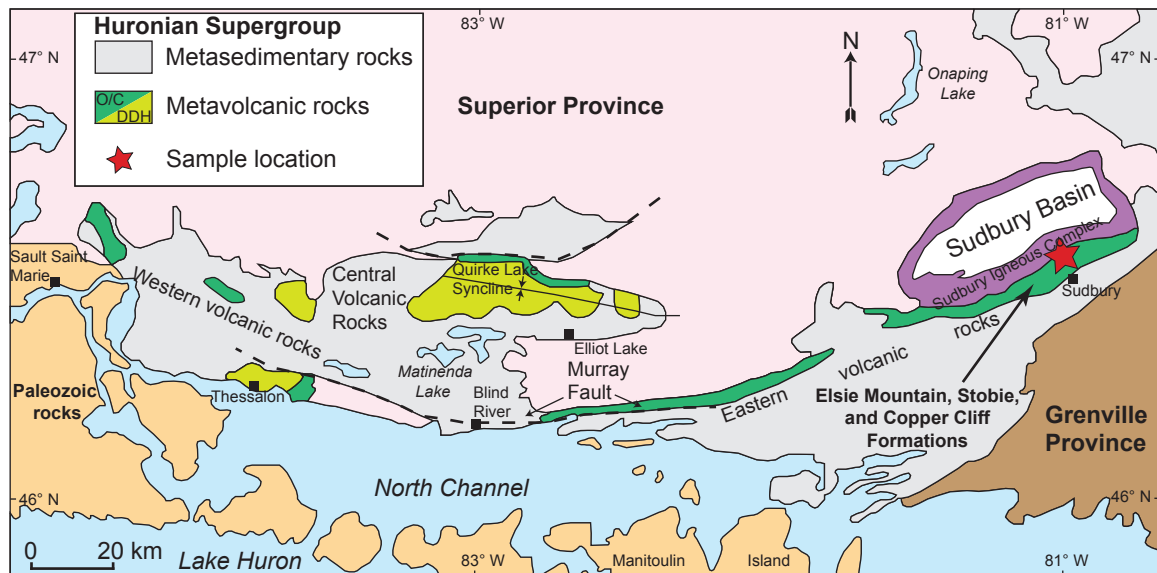 83° W
81° W
47° N
47° N
Huronian Supergroup
Metasedimentary rocks
O/C
DDH
Metavolcanic rocks
Sample location
N
Onaping
Lake
Superior Province
Sudbury Basin
Sudbury Igneous Complex
Sudbury
Sault Saint
Marie
Western volcanic rocks
Central
Volcanic
Rocks
Quirke Lake
Syncline
Elliot Lake
Matinenda
Lake
Murray
Fault
Blind
River
Thessalon
Paleozoic
rocks
Eastern volcanic rocks
Elsie Mountain, Stobie,
and Copper Cliff
Formations
Grenville
Province
46° N
46° N
North Channel
0 20 km
Lake Huron
83° W
Manitoulin Island
81° W